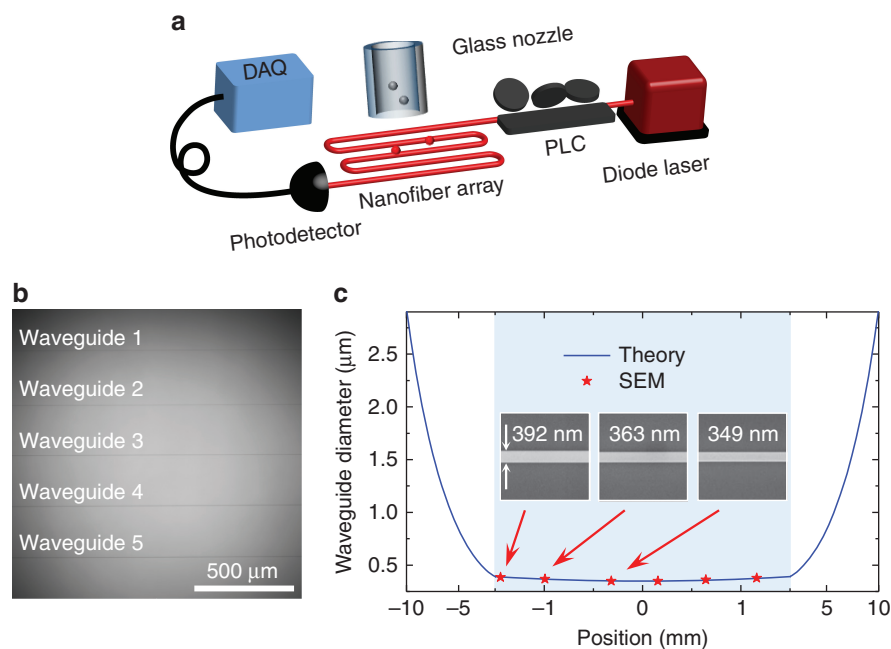 a
DAQ
Glass nozzle
PLC
Diode laser
Nanofiber array
Photodetector
b
Waveguide 1
Waveguide 2
Waveguide 3
Waveguide 4
Waveguide 5
500 μm
c
Waveguide diameter (μm)
2.5
2.0
1.5
1.0
0.5
Theory
SEM
392 nm
363 nm
349 nm
–10
–5
–1
0
1
5
10
Position (mm)